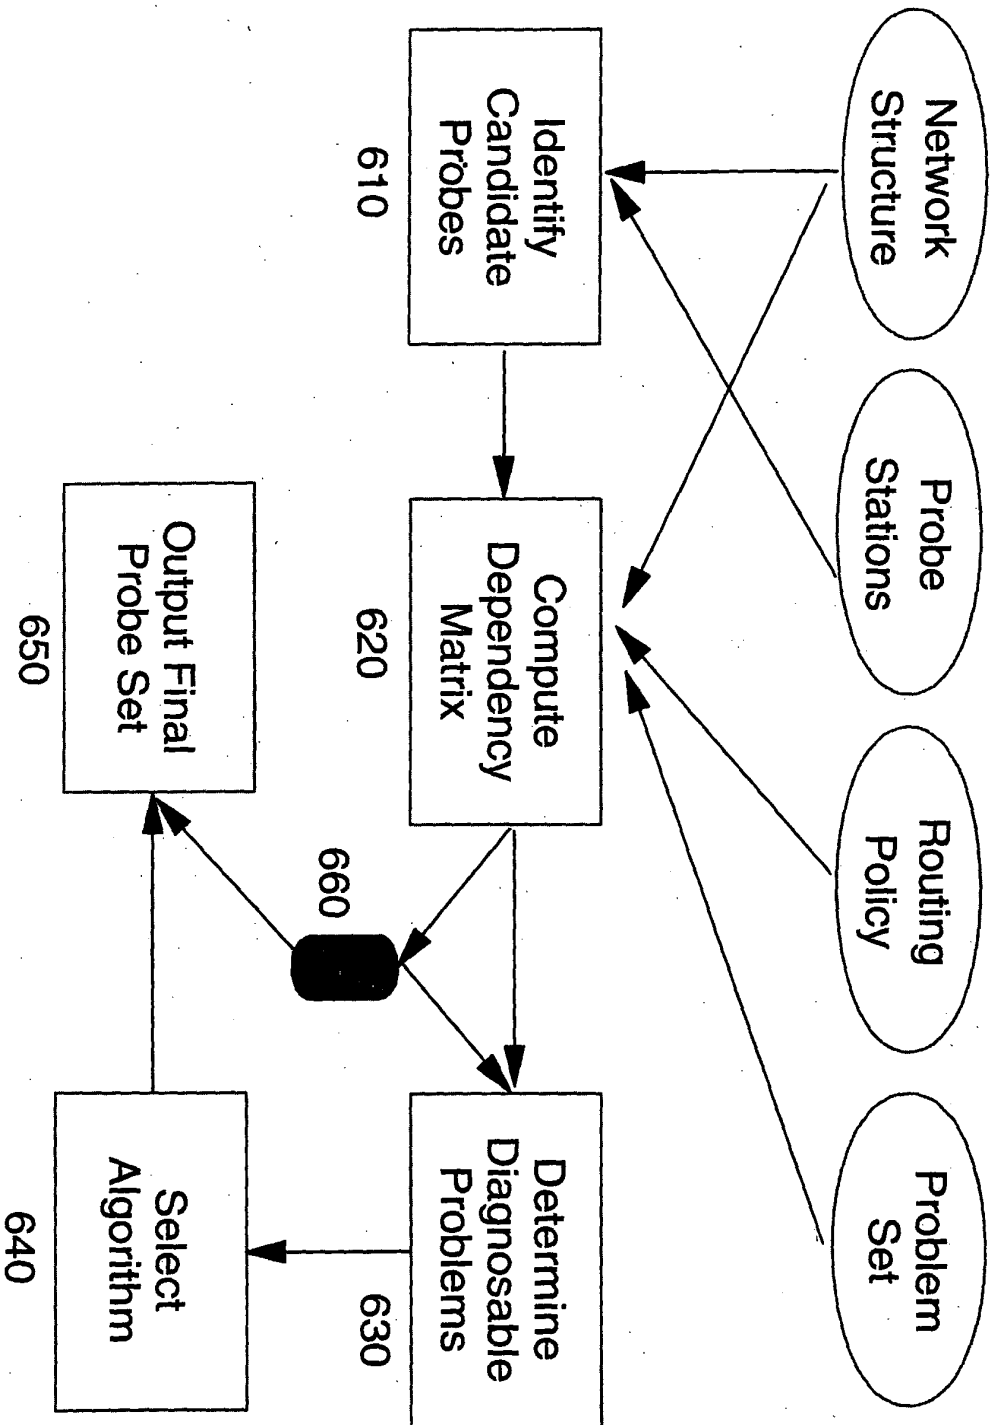 Network
Structure
Probe
Stations
Routing
Policy
Problem
Set
Identify
Candidate
Probes
610
Compute
Dependency
Matrix
620
Determine
Diagnosable
Problems
630
660
Output Final
Probe Set
650
Select
Algorithm
640